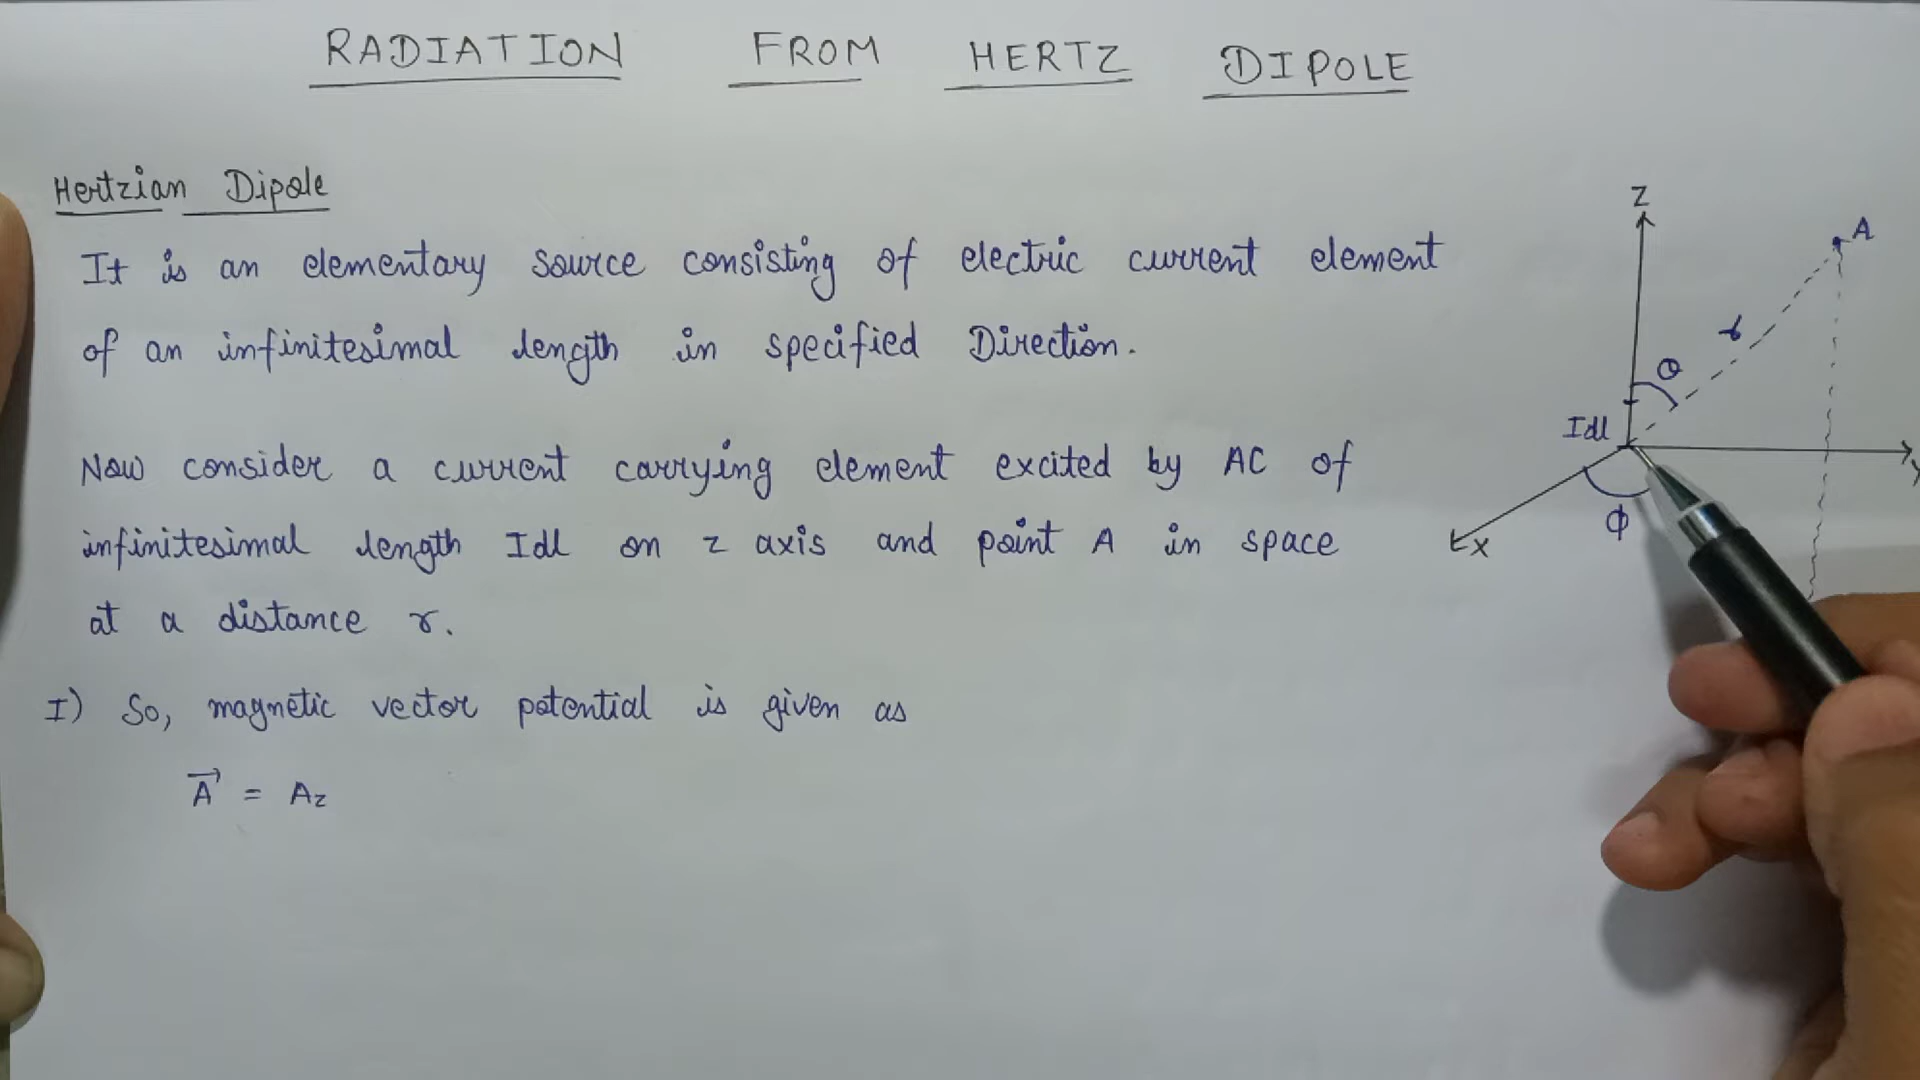 RADIATION FROM HERTZ DIPOLE
Hertzian Dipole
It is an elementary source consisting of electric current element
of an infinitesimal length in specified Direction.
Now consider a current carrying element excited by AC of
infinitesimal length Idl on z axis and point A in space
at a distance r.
I) So, magnetic vector potential is given as
A⃗ = Az
Z
A
r
θ
Idl
Y
ϕ
X